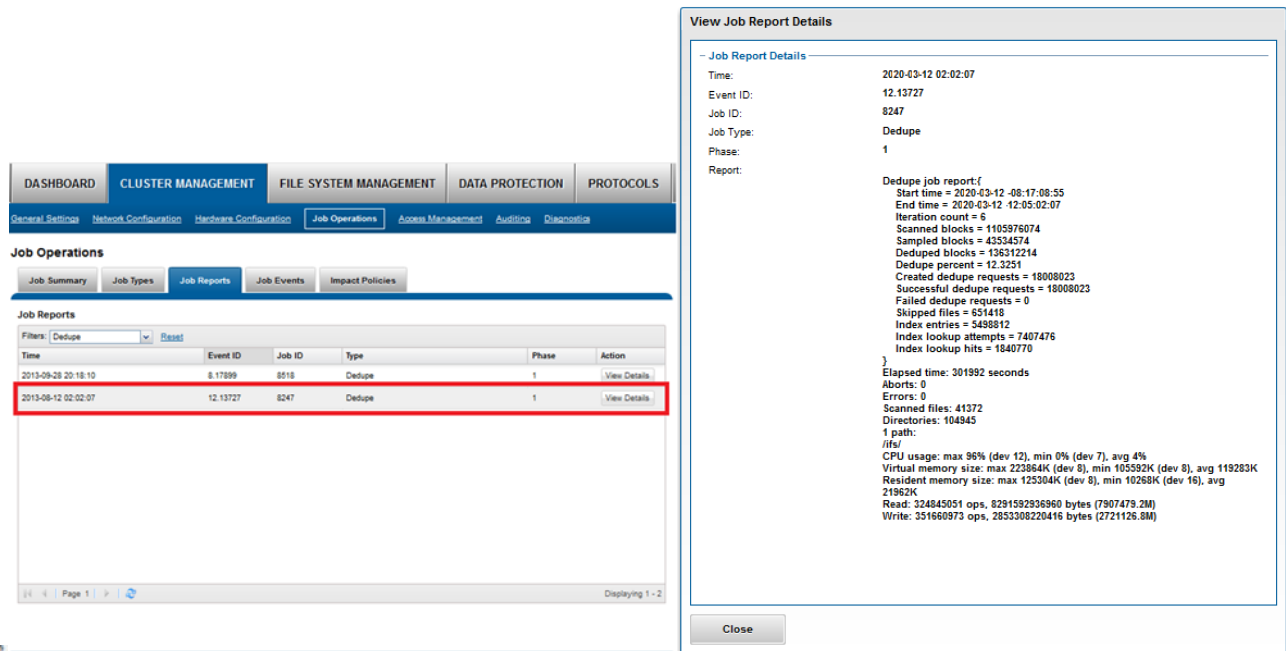 DASHBOARD CLUSTER MANAGEMENT FILE SYSTEM MANAGEMENT DATA PROTECTION PROTOCOLS
General Settings Network Configuration Hardware Configuration Job Operations Access Management Auditing Diagnostics
Job Operations
Job Summary Job Types Job Reports Job Events Impact Policies
Job Reports
Filters: Dedupe Reset
Time Event ID Job ID Type Phase Action
2013-09-28 20:18:10 8.17899 8518 Dedupe 1 View Details
2013-08-12 02:02:07 12.13727 8247 Dedupe 1 View Details
Page 1 Displaying 1 - 2
View Job Report Details
Job Report Details
Time: 2020-03-12 02:02:07
Event ID: 12.13727
Job ID: 8247
Job Type: Dedupe
Phase: 1
Report:
Dedupe job report:{
Start time = 2020-03-12 -08:17:08:55
End time = 2020-03-12 -12:05:02:07
Iteration count = 6
Scanned blocks = 1105976074
Sampled blocks = 43534574
Deduped blocks = 136312214
Dedupe percent = 12.3251
Created dedupe requests = 18008023
Successful dedupe requests = 18008023
Failed dedupe requests = 0
Skipped files = 651418
Index entries = 5498812
Index lookup attempts = 7407476
Index lookup hits = 1840770
}
Elapsed time: 301992 seconds
Aborts: 0
Errors: 0
Scanned files: 41372
Directories: 104945
1 path:
/ifs/
CPU usage: max 96% (dev 12), min 0% (dev 7), avg 4%
Virtual memory size: max 223864K (dev 8), min 105592K (dev 8), avg 119283K
Resident memory size: max 125304K (dev 8), min 10268K (dev 16), avg
21962K
Read: 324845051 ops, 8291592936960 bytes (7907479.2M)
Write: 351660973 ops, 2853308220416 bytes (2721126.8M)
Close